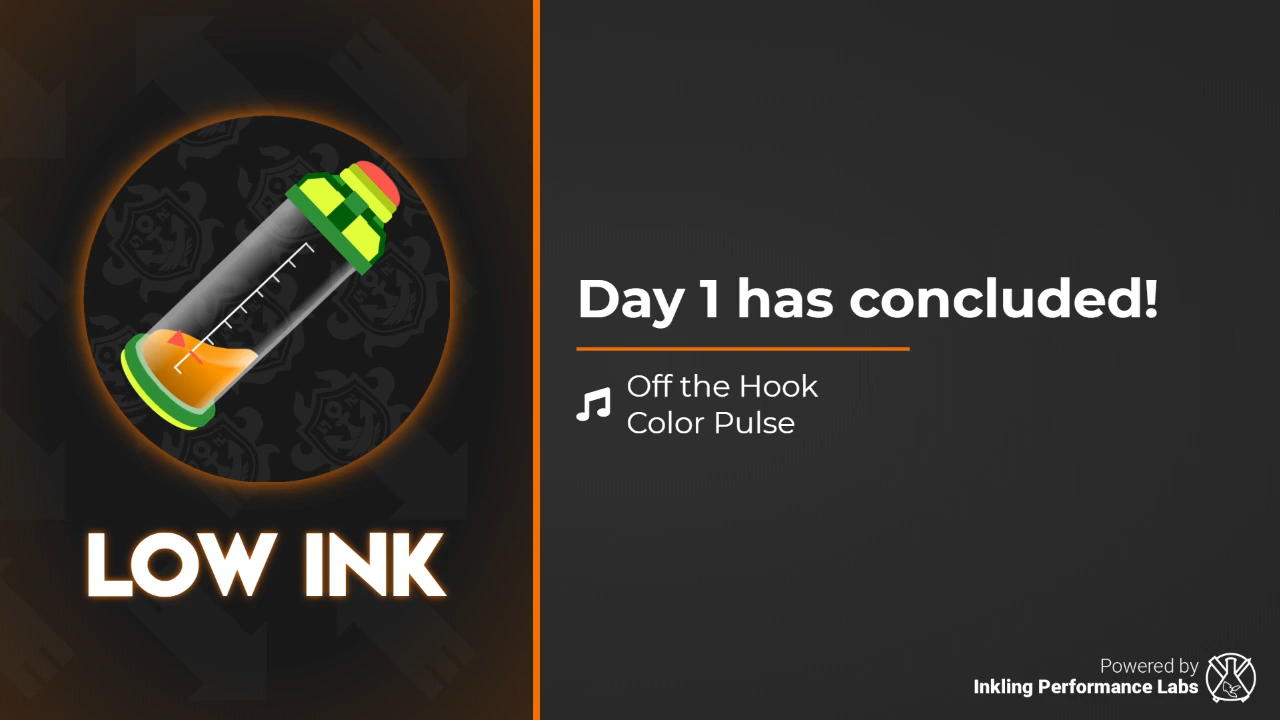 LOW INK
Day 1 has concluded!
Off the Hook
Color Pulse
Powered by
Inkling Performance Labs